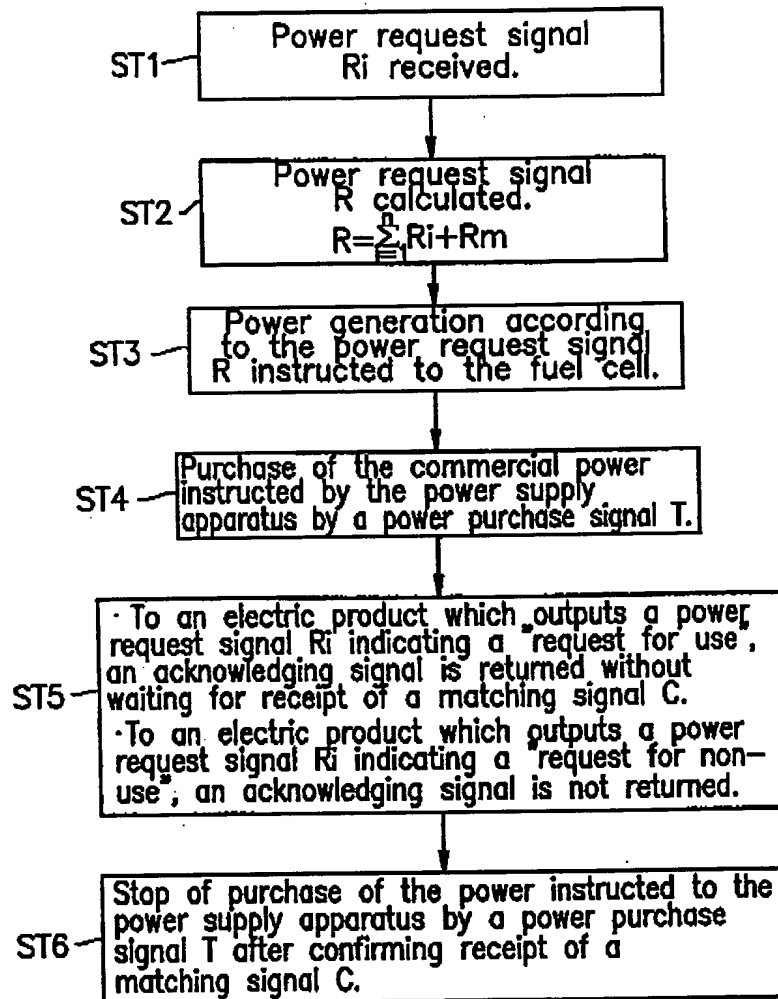 ST1
Power request signal
Ri received.
ST2
Power request signal
R calculated.
R=∑Ri+Rm
n
ST3
Power generation according
to the power request signal
R instructed to the fuel cell.
ST4
Purchase of the commercial power
instructed by the power supply
apparatus by a power purchase signal T.
ST5
· To an electric product which outputs a power
request signal Ri indicating a "request for use",
an acknowledging signal is returned without
waiting for receipt of a matching signal C.
·To an electric product which outputs a power
request signal Ri indicating a "request for non-
use", an acknowledging signal is not returned.
ST6
Stop of purchase of the power instructed to the
power supply apparatus by a power purchase
signal T after confirming receipt of a
matching signal C.